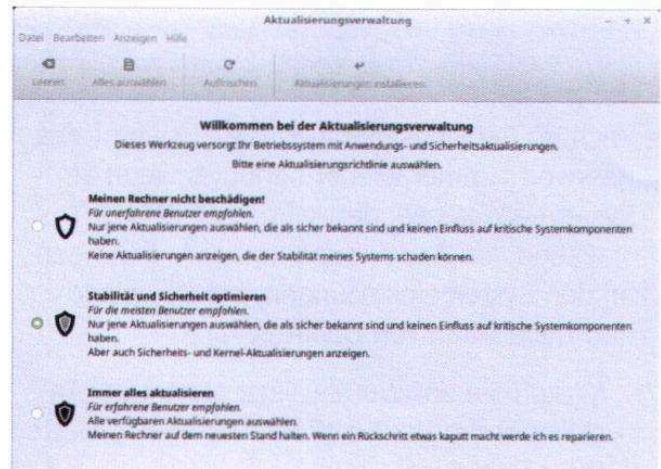 Aktualisierungsverwaltung
Datei Bearbeiten Anzeigen Hilfe
Leeren Alles auswählen Auffrischen Aktualisierungen installieren
Willkommen bei der Aktualisierungsverwaltung
Dieses Werkzeug versorgt Ihr Betriebssystem mit Anwendungs- und Sicherheitsaktualisierungen.
Bitte eine Aktualisierungsrichtlinie auswählen.
Meinen Rechner nicht beschädigen!
Für unerfahrene Benutzer empfohlen.
Nur jene Aktualisierungen auswählen, die als sicher bekannt sind und keinen Einfluss auf kritische Systemkomponenten
haben.
Keine Aktualisierungen anzeigen, die der Stabilität meines Systems schaden können.
Stabilität und Sicherheit optimieren
Für die meisten Benutzer empfohlen.
Nur jene Aktualisierungen auswählen, die als sicher bekannt sind und keinen Einfluss auf kritische Systemkomponenten
haben.
Aber auch Sicherheits- und Kernel-Aktualisierungen anzeigen.
Immer alles aktualisieren
Für erfahrene Benutzer empfohlen.
Alle verfügbaren Aktualisierungen auswählen.
Meinen Rechner auf dem neuesten Stand halten. Wenn ein Rückschritt etwas kaputt macht werde ich es reparieren.